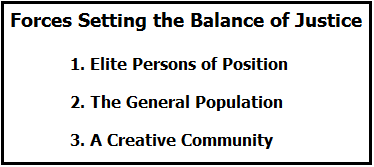 Forces Setting the Balance of Justice
1. Elite Persons of Position
2. The General Population
3. A Creative Community